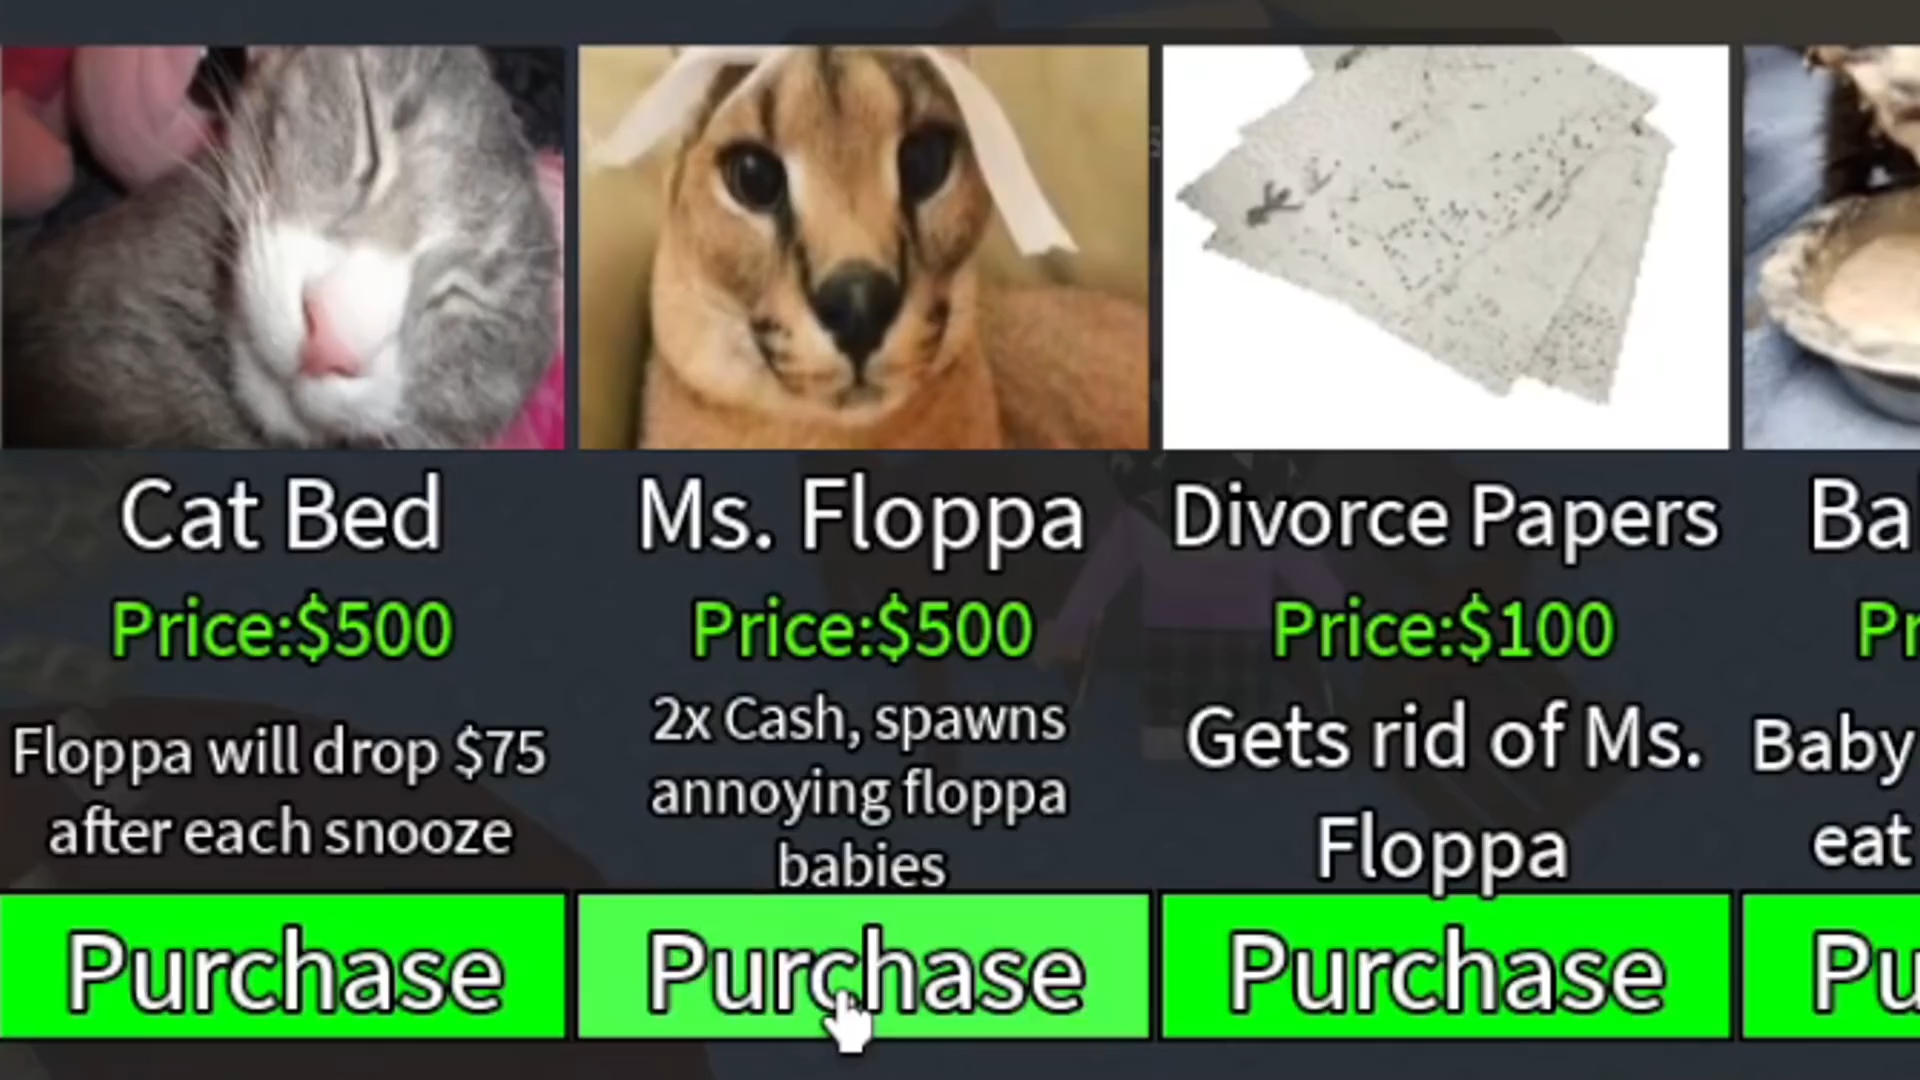 Cat Bed
Price:$500
Floppa will drop $75
after each snooze
Purchase
Ms. Floppa
Price:$500
2x Cash, spawns
annoying floppa
babies
Purchase
Divorce Papers
Price:$100
Gets rid of Ms.
Floppa
Purchase
Baby
eat